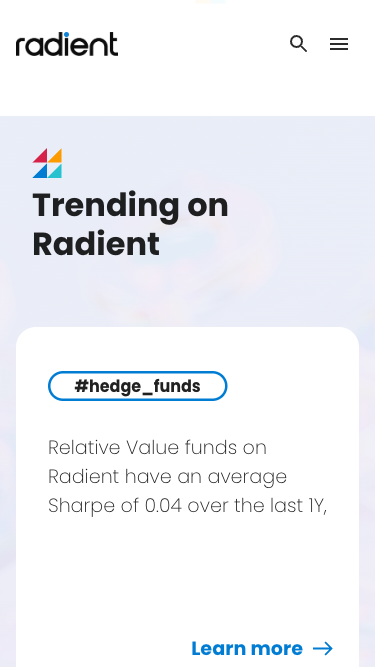 radient
Trending on
Radient
#hedge_funds
Relative Value funds on
Radient have an average
Sharpe of 0.04 over the last 1Y,
Learn more